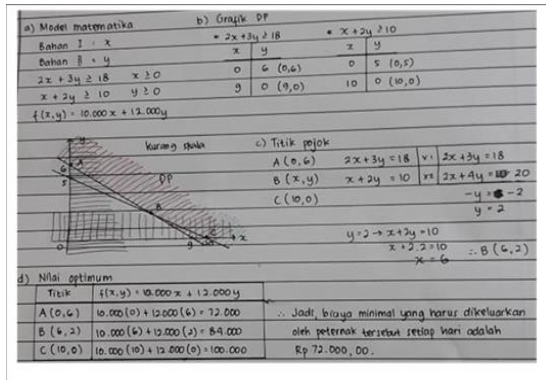 a) Model matematika
Bahan I : x
Bahan II : y
2x + 3y ≥ 18   x ≥ 0
x + 2y ≥ 10   y ≥ 0
f(x,y) = 10.000 x + 12.000y
b) Grafik DP
• 2x + 3y ≥ 18
x | y
0 | 6 (0,6)
9 | 0 (9,0)
• x + 2y ≥ 10
x | y
0 | 5 (0,5)
10 | 0 (10,0)
y
kurang skala
6 A
5
DP
B
C
0 9 10 x
c) Titik pojok
A (0,6)   2x + 3y = 18 | x1 | 2x + 3y = 18
B (x,y)   x + 2y = 10 | x2 | 2x + 4y = 20
C (10,0)   -y = -2
y = 2
y = 2 → x + 2y = 10
x + 2.2 = 10   ∴ B (6,2)
x = 6
d) Nilai optimum
Titik | f(x,y) = 10.000 x + 12.000 y
A (0,6) | 10.000 (0) + 12.000 (6) = 72.000
B (6,2) | 10.000 (6) + 12.000 (2) = 84.000
C (10,0) | 10.000 (10) + 12.000 (0) = 100.000
∴ Jadi, biaya minimal yang harus dikeluarkan
oleh peternak tersebut setiap hari adalah
Rp 72.000,00.